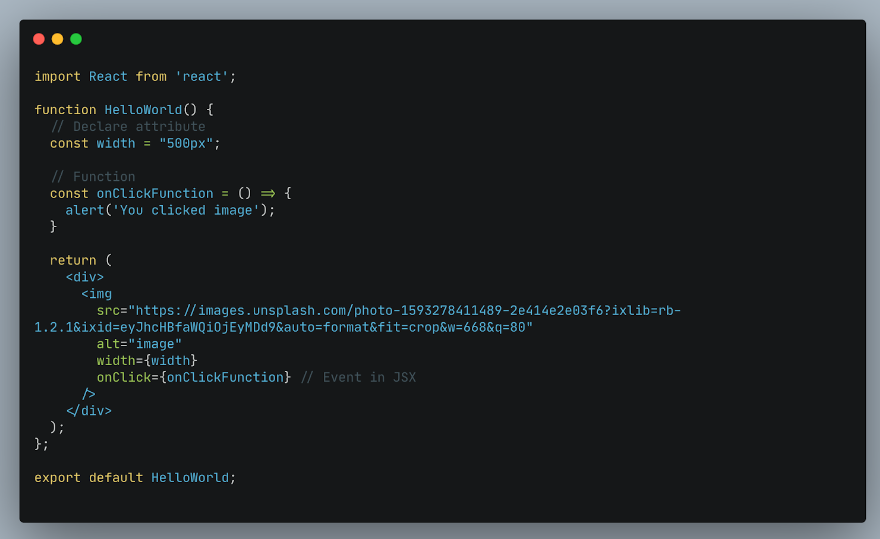 import React from 'react';
function HelloWorld() {
// Declare attribute
const width = "500px";
// Function
const onClickFunction = () => {
alert('You clicked image');
}
return (
<div>
<img
src="https://images.unsplash.com/photo-1593278411489-2e414e2e03f6?ixlib=rb-
1.2.1&ixid=eyJhcHBfaWQiOjEyMDd9&auto=format&fit=crop&w=668&q=80"
alt="image"
width={width}
onClick={onClickFunction} // Event in JSX
/>
</div>
);
};
export default HelloWorld;